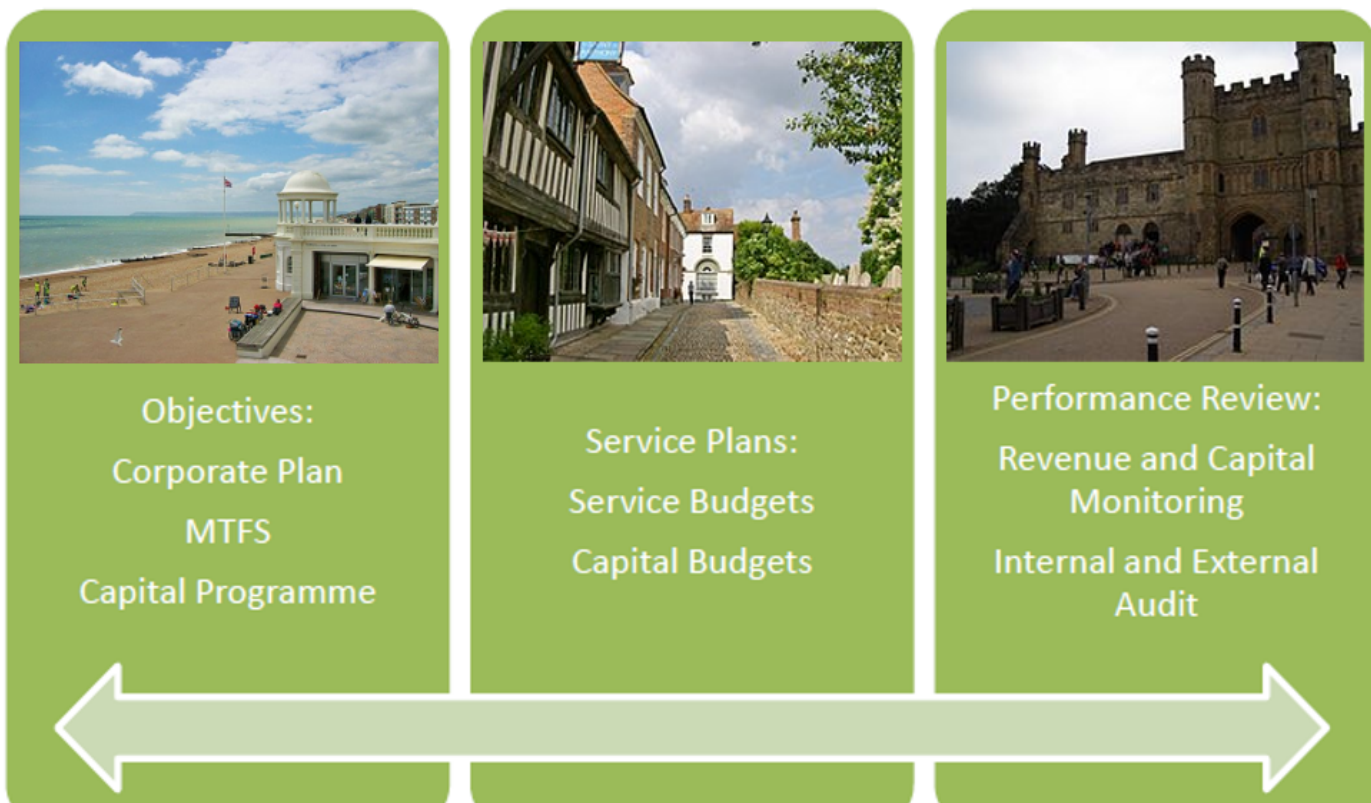 Objectives:
Corporate Plan
MTFS
Capital Programme
Service Plans:
Service Budgets
Capital Budgets
Performance Review:
Revenue and Capital
Monitoring
Internal and External
Audit